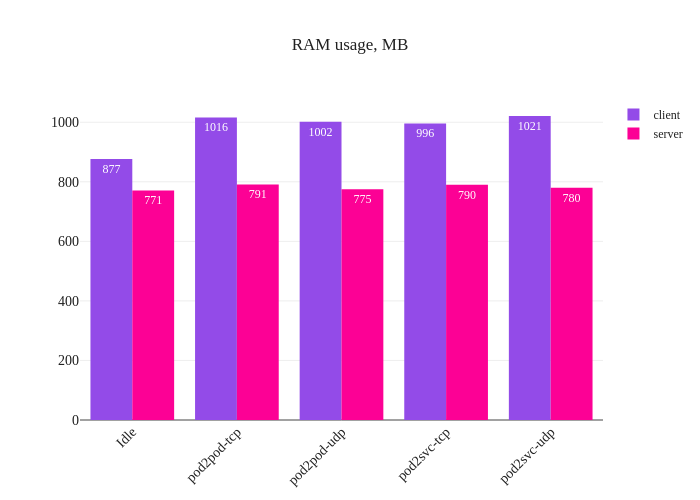 RAM usage, MB
client
server
1000
800
600
400
200
0
877
771
1016
791
1002
775
996
790
1021
780
Idle
pod2pod-tcp
pod2pod-udp
pod2svc-tcp
pod2svc-udp